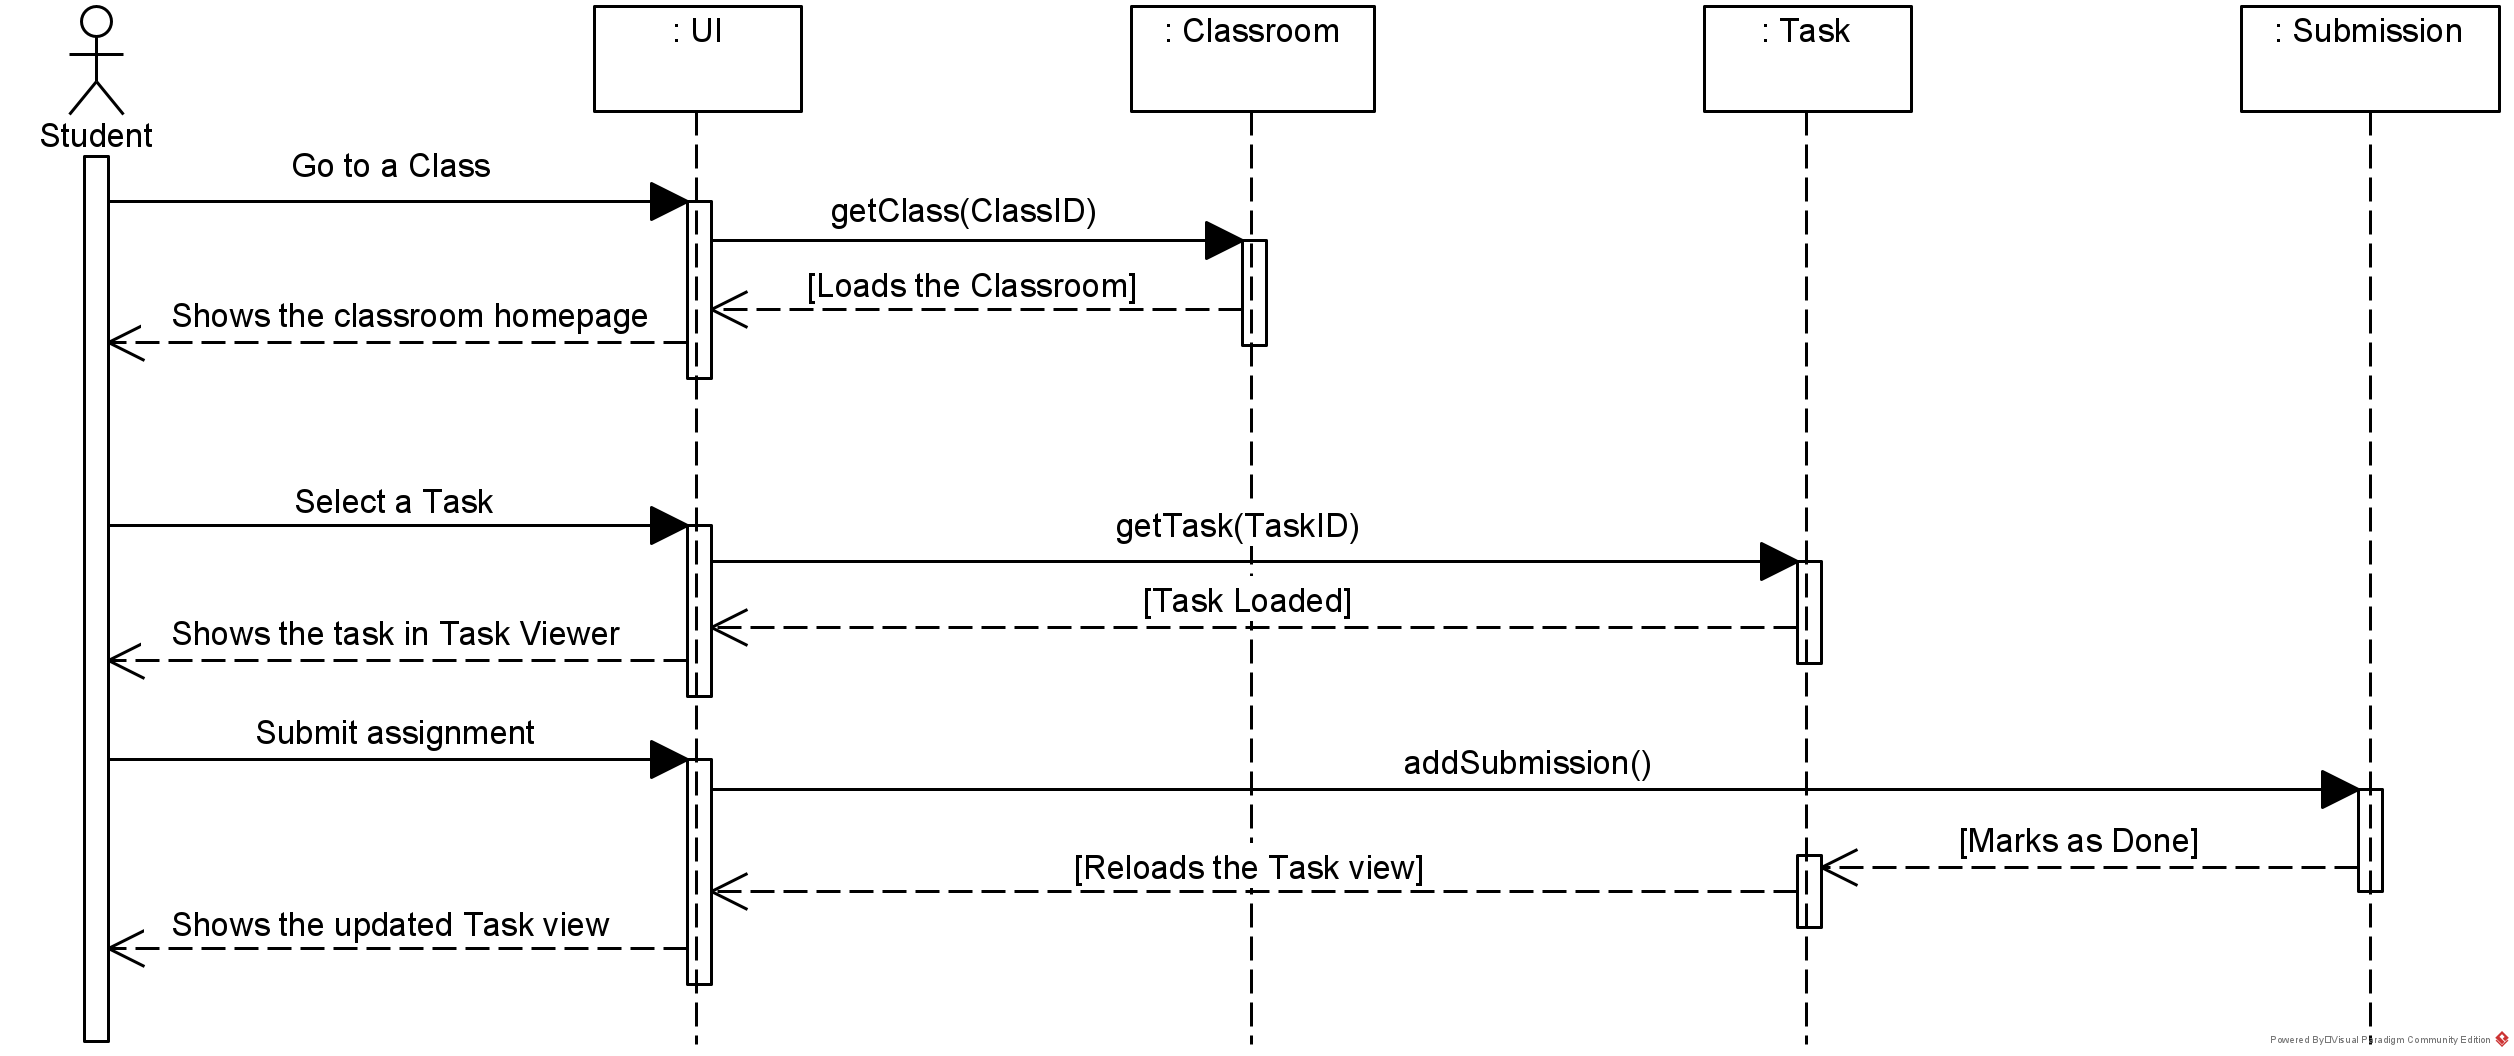 : UI
: Classroom
: Task
: Submission
Student
Go to a Class
getClass(ClassID)
[Loads the Classroom]
Shows the classroom homepage
Select a Task
getTask(TaskID)
[Task Loaded]
Shows the task in Task Viewer
Submit assignment
addSubmission()
[Marks as Done]
[Reloads the Task view]
Shows the updated Task view
Powered By Visual Paradigm Community Edition